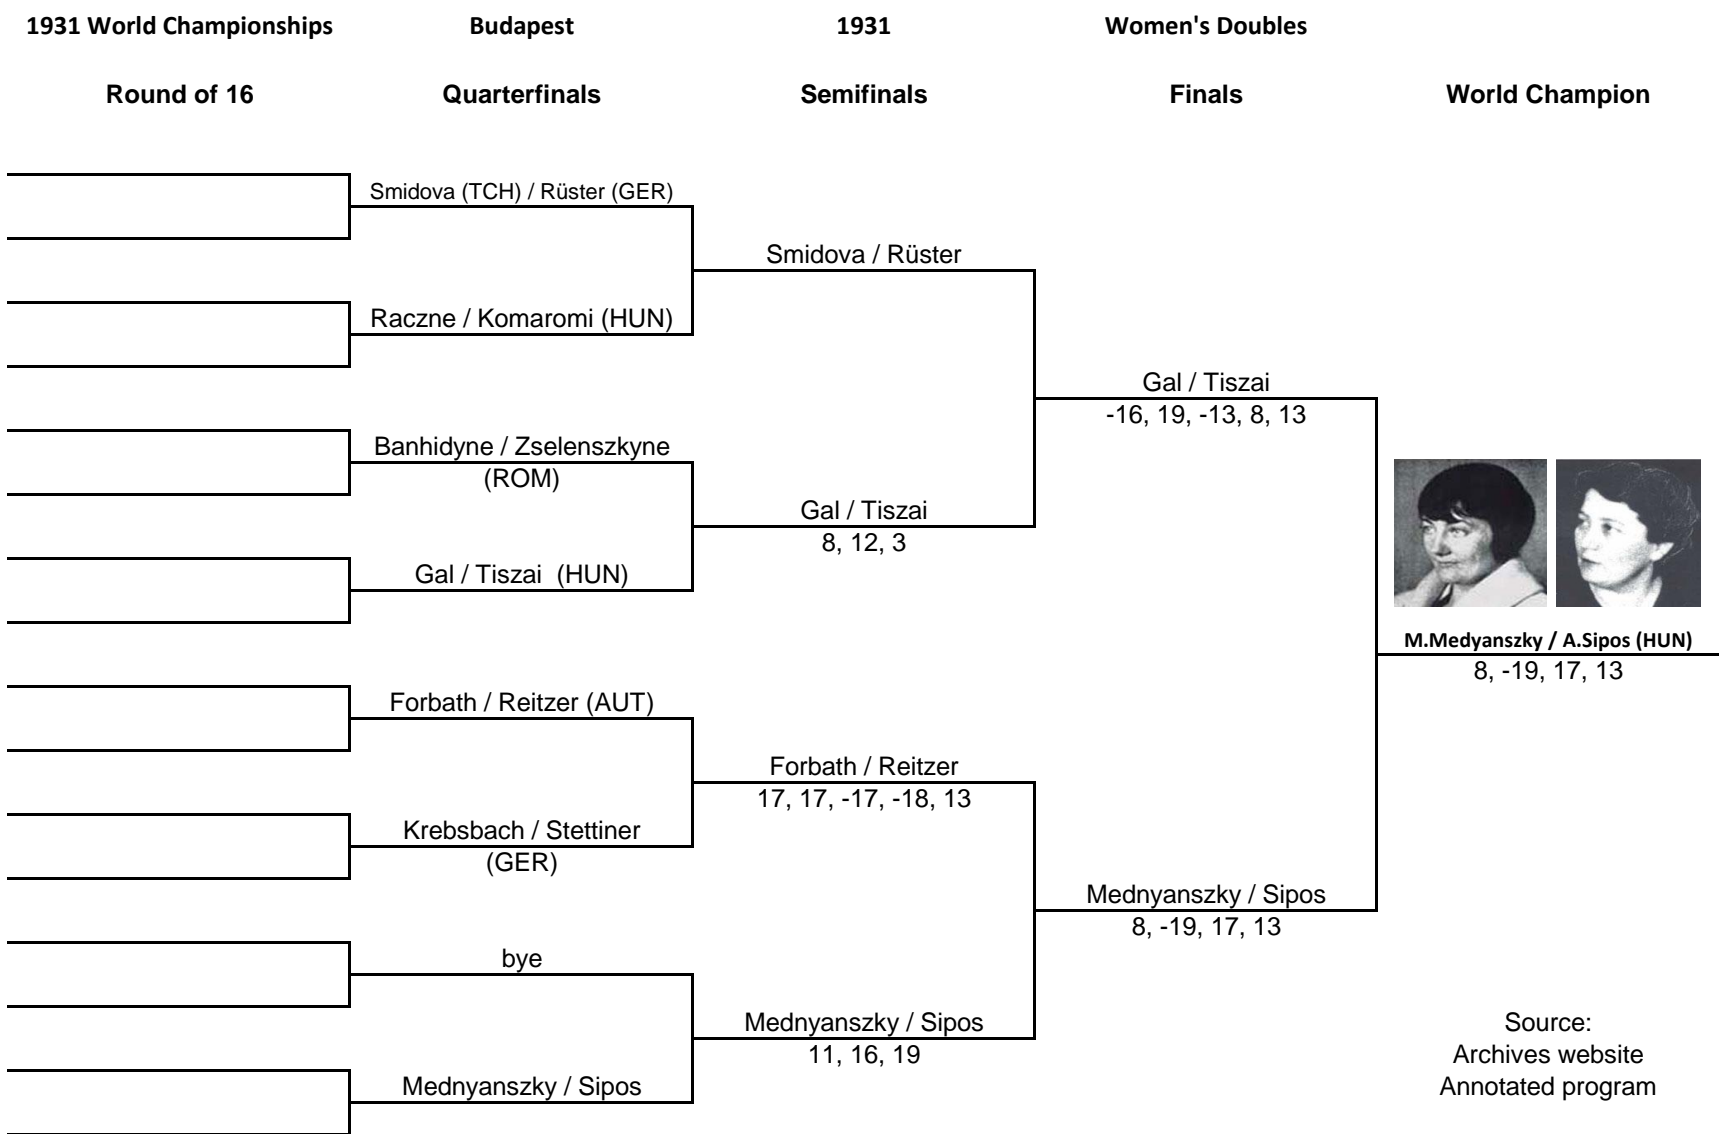 1931 World Championships Budapest 1931 Women's Doubles
Round of 16 Quarterfinals Semifinals Finals World Champion
Smidova (TCH) / Rüster (GER)
Smidova / Rüster
Raczne / Komaromi (HUN)
Gal / Tiszai
-16, 19, -13, 8, 13
Banhidyne / Zselenszkyne
(ROM)
Gal / Tiszai
8, 12, 3
Gal / Tiszai (HUN)
M.Medyanszky / A.Sipos (HUN)
8, -19, 17, 13
Forbath / Reitzer (AUT)
Forbath / Reitzer
17, 17, -17, -18, 13
Krebsbach / Stettiner
(GER)
Mednyanszky / Sipos
8, -19, 17, 13
bye
Mednyanszky / Sipos
11, 16, 19
Mednyanszky / Sipos
Source:
Archives website
Annotated program